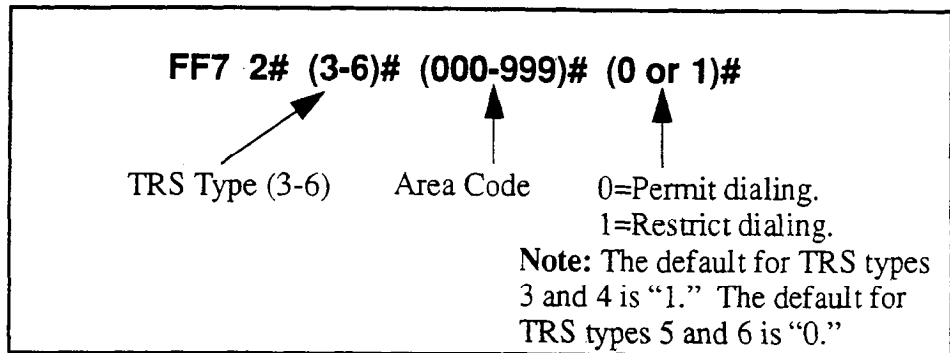 FF7 2# (3-6)# (000-999)# (0 or 1)#
TRS Type (3-6)
Area Code
0=Permit dialing.
1=Restrict dialing.
Note: The default for TRS types
3 and 4 is “1.” The default for
TRS types 5 and 6 is “0.”